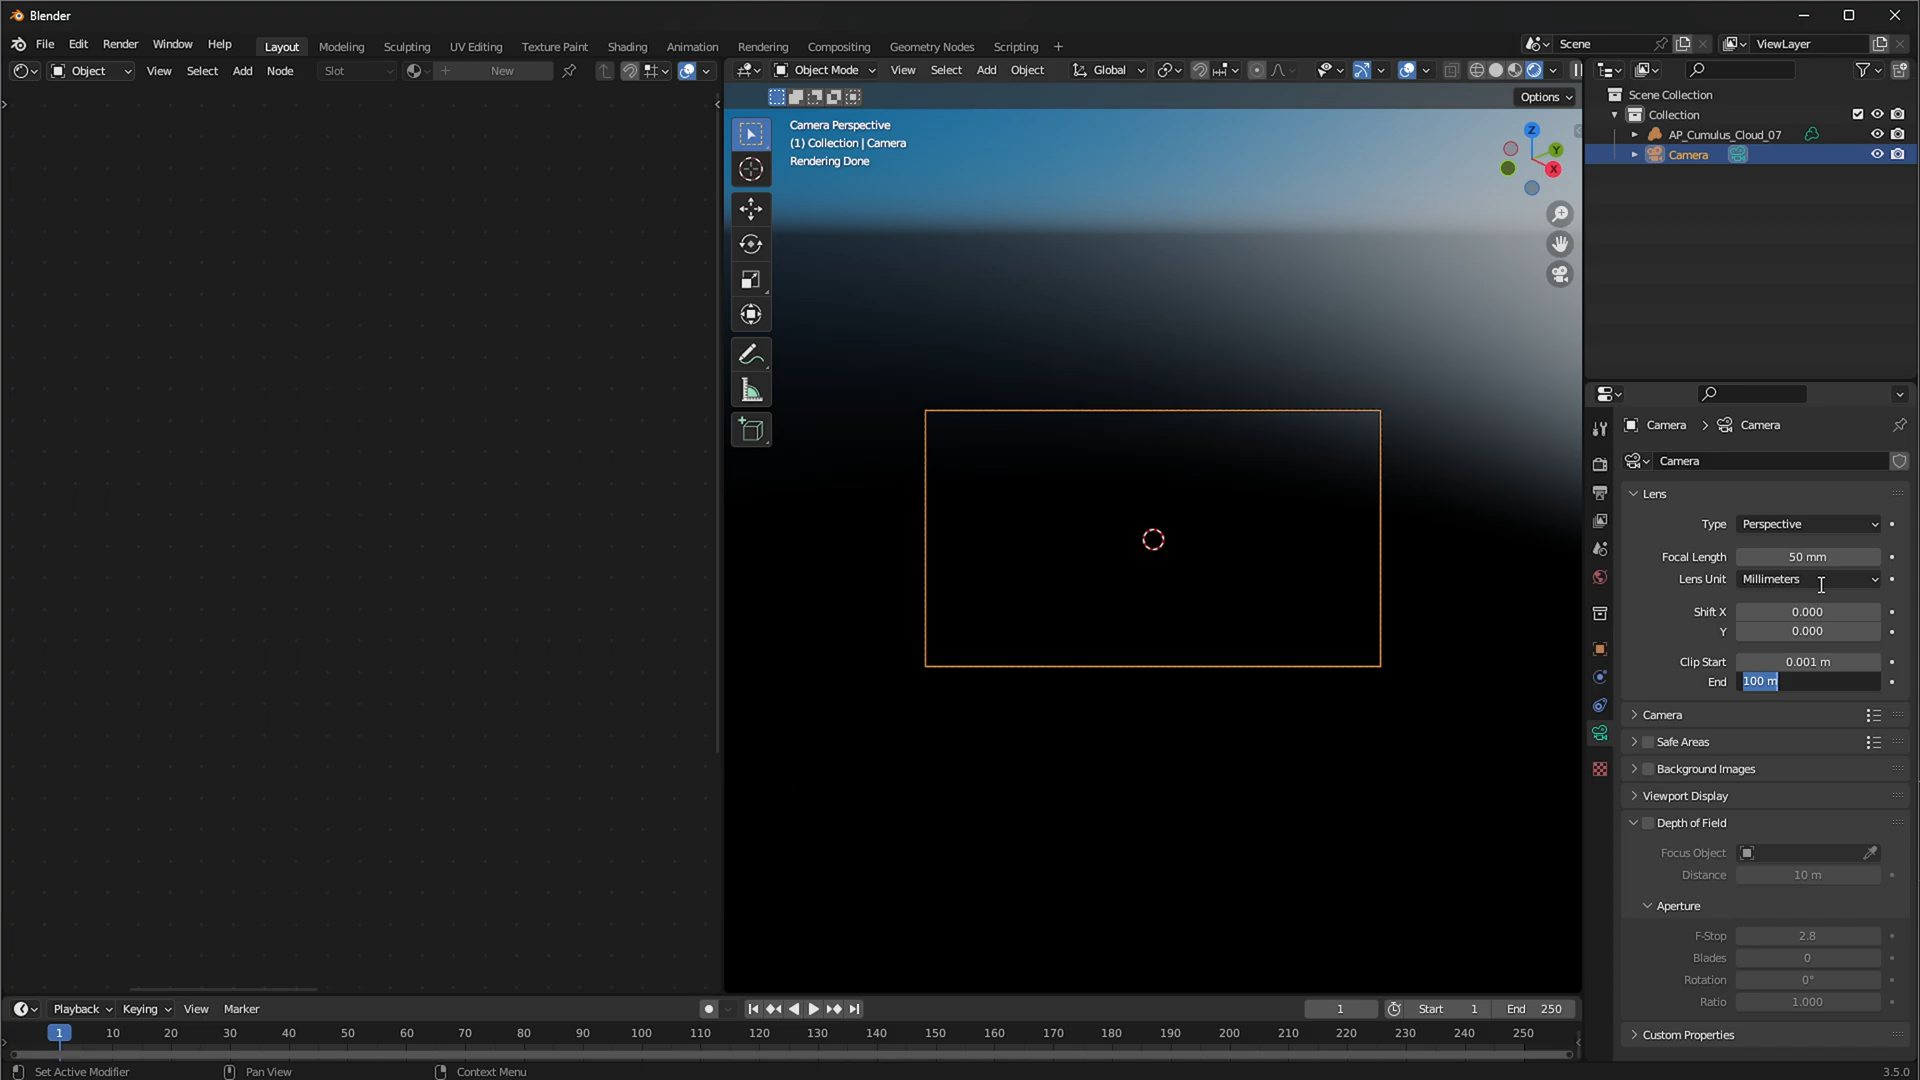 Blender
File Edit Render Window Help Layout Modeling Sculpting UV Editing Texture Paint Shading Animation Rendering Compositing Geometry Nodes Scripting + Scene ViewLayer
Object View Select Add Node Slot New Object Mode View Select Add Object Global
Options
Camera Perspective
(1) Collection | Camera
Rendering Done
Z
Y
X
Scene Collection
Collection
AP_Cumulus_Cloud_07
Camera
Camera > Camera
Camera
Lens
Type Perspective
Focal Length 50 mm
Lens Unit Millimeters
Shift X 0.000
Y 0.000
Clip Start 0.001 m
End 100 m
Camera
Safe Areas
Background Images
Viewport Display
Depth of Field
Focus Object
Distance 10 m
Aperture
F-Stop 2.8
Blades 0
Rotation 0°
Ratio 1.000
Custom Properties
Playback Keying View Marker 1 Start 1 End 250
1 10 20 30 40 50 60 70 80 90 100 110 120 130 140 150 160 170 180 190 200 210 220 230 240 250
Set Active Modifier Pan View Context Menu 3.5.0